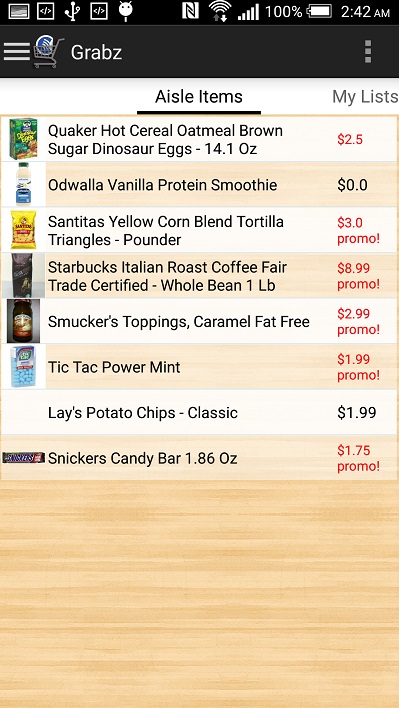 100% 2:42 AM
Grabz
Aisle Items My Lists
Quaker Hot Cereal Oatmeal Brown
Sugar Dinosaur Eggs - 14.1 Oz
$2.5
Odwalla Vanilla Protein Smoothie
$0.0
Santitas Yellow Corn Blend Tortilla
Triangles - Pounder
$3.0
promo!
Starbucks Italian Roast Coffee Fair
Trade Certified - Whole Bean 1 Lb
$8.99
promo!
Smucker's Toppings, Caramel Fat Free
$2.99
promo!
Tic Tac Power Mint
$1.99
promo!
Lay's Potato Chips - Classic
$1.99
Snickers Candy Bar 1.86 Oz
$1.75
promo!